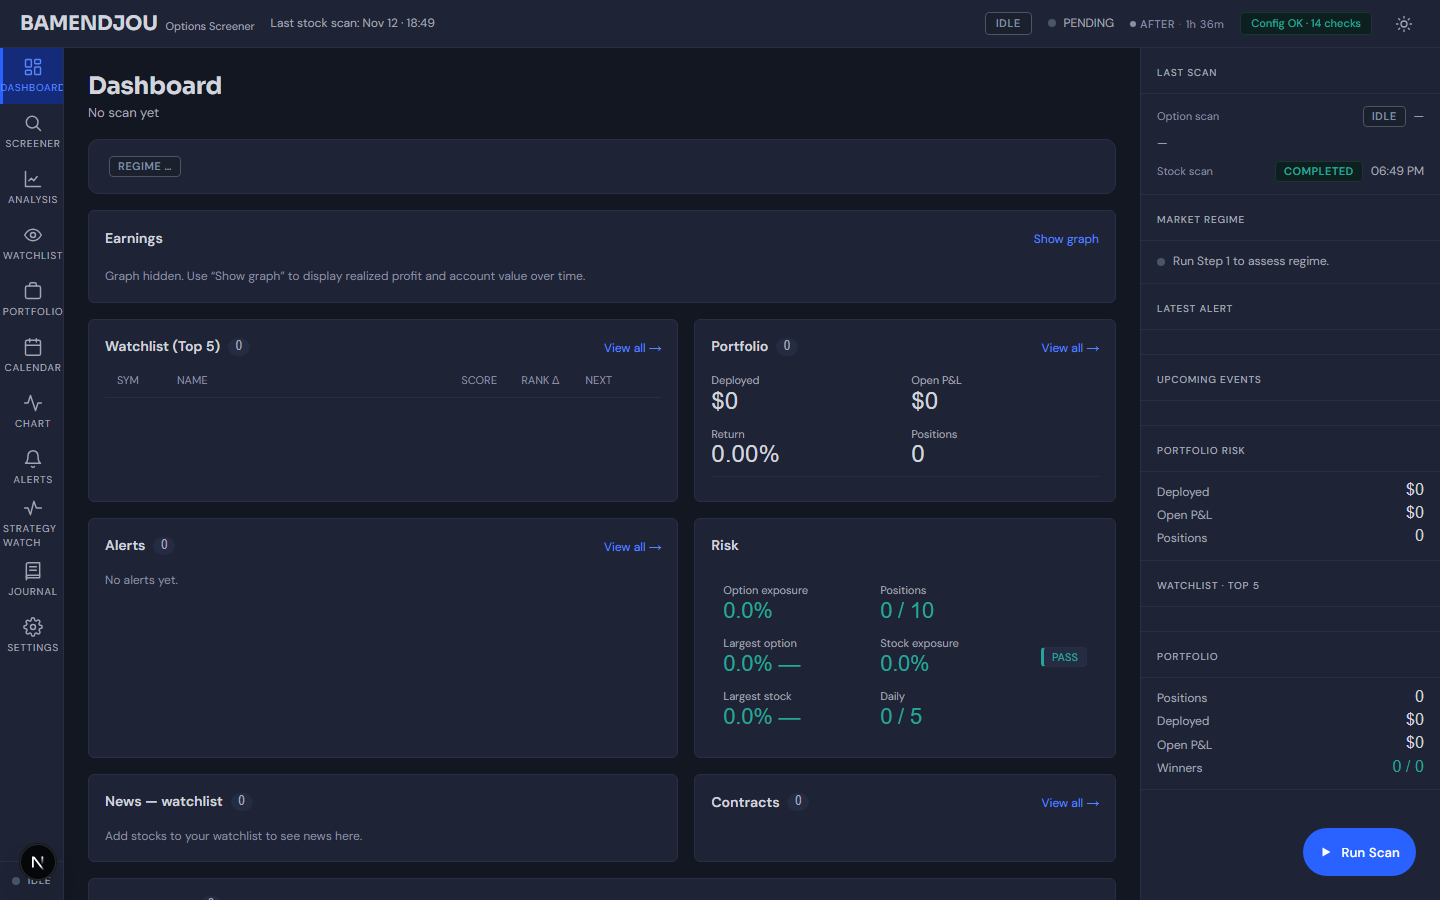 BAMENDJOU Options Screener Last stock scan: Nov 12 · 18:49 IDLE PENDING AFTER · 1h 36m Config OK · 14 checks
DASHBOARD
SCREENER
ANALYSIS
WATCHLIST
PORTFOLIO
CALENDAR
CHART
ALERTS
STRATEGY
WATCH
JOURNAL
SETTINGS
IDLE
Dashboard
No scan yet
REGIME ...
Earnings Show graph
Graph hidden. Use “Show graph” to display realized profit and account value over time.
Watchlist (Top 5) 0 View all →
SYM NAME SCORE RANK Δ NEXT
Portfolio 0 View all →
Deployed Open P&L
$0 $0
Return Positions
0.00% 0
Alerts 0 View all →
No alerts yet.
Risk
Option exposure Positions
0.0% 0 / 10
Largest option Stock exposure
0.0% — 0.0%
PASS
Largest stock Daily
0.0% — 0 / 5
News — watchlist 0
Add stocks to your watchlist to see news here.
Contracts 0 View all →
LAST SCAN
Option scan IDLE —
—
Stock scan COMPLETED 06:49 PM
MARKET REGIME
Run Step 1 to assess regime.
LATEST ALERT
UPCOMING EVENTS
PORTFOLIO RISK
Deployed $0
Open P&L $0
Positions 0
WATCHLIST · TOP 5
PORTFOLIO
Positions 0
Deployed $0
Open P&L $0
Winners 0 / 0
Run Scan